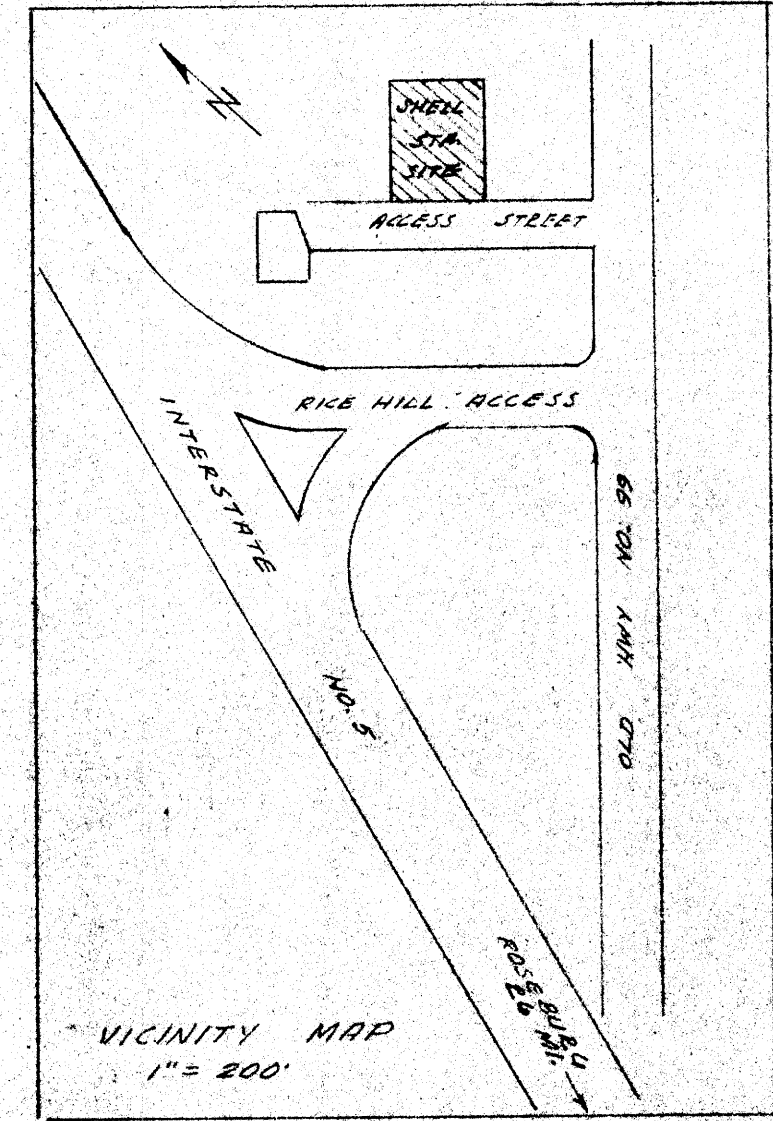 N
SHELL
STA.
SITE
ACCESS STREET
RICE HILL ACCESS
INTERSTATE
NO. 5
OLD HWY NO. 99
ROSEBURG
26 MI.
VICINITY MAP
1" = 200'